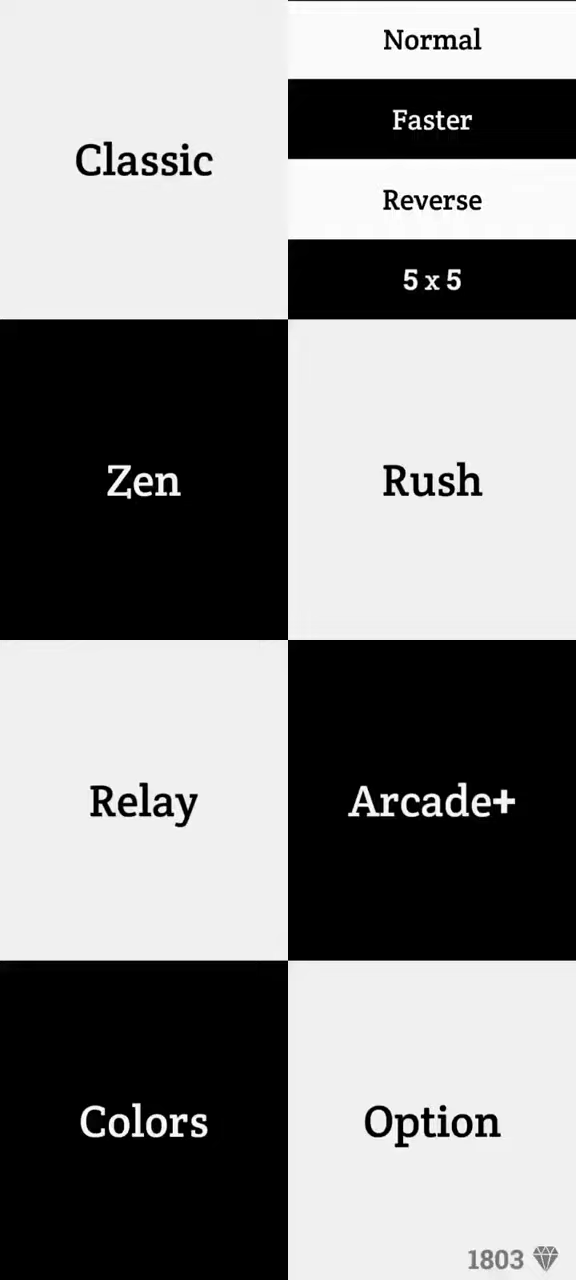 Classic
Normal
Faster
Reverse
5 x 5
Zen
Rush
Relay
Arcade+
Colors
Option
1803